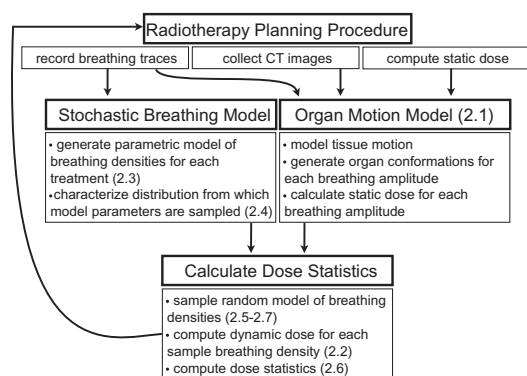 Radiotherapy Planning Procedure
record breathing traces
collect CT images
compute static dose
Stochastic Breathing Model
• generate parametric model of
breathing densities for each
treatment (2.3)
• characterize distribution from which
model parameters are sampled (2.4)
Organ Motion Model (2.1)
• model tissue motion
• generate organ conformations for
each breathing amplitude
• calculate static dose for each
breathing amplitude
Calculate Dose Statistics
• sample random model of breathing
densities (2.5-2.7)
• compute dynamic dose for each
sample breathing density (2.2)
• compute dose statistics (2.6)